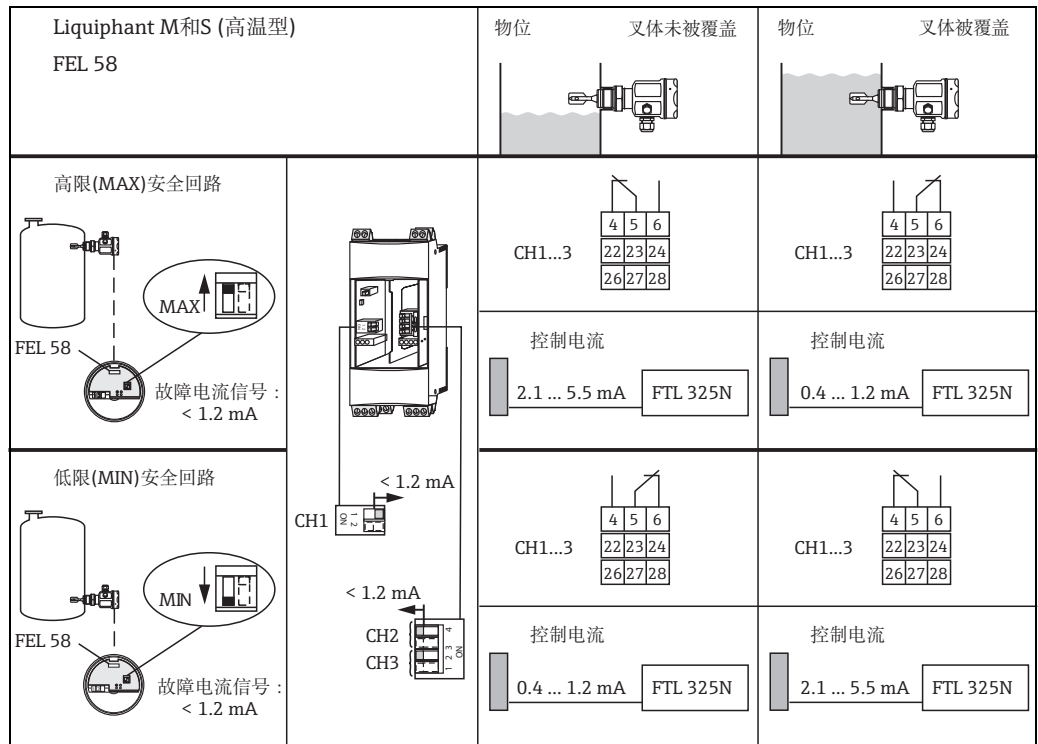 Liquiphant M和S (高温型)
FEL 58
物位 叉体未被覆盖
物位 叉体被覆盖
高限(MAX)安全回路
MAX
FEL 58
故障电流信号：
< 1.2 mA
CH1...3
4 5 6
22 23 24
26 27 28
CH1...3
4 5 6
22 23 24
26 27 28
控制电流
2.1 ... 5.5 mA FTL 325N
控制电流
0.4 ... 1.2 mA FTL 325N
低限(MIN)安全回路
MIN
FEL 58
故障电流信号：
< 1.2 mA
< 1.2 mA
CH1
ON
1 2
< 1.2 mA
CH2
CH3
1 2 3 4
ON
CH1...3
4 5 6
22 23 24
26 27 28
CH1...3
4 5 6
22 23 24
26 27 28
控制电流
0.4 ... 1.2 mA FTL 325N
控制电流
2.1 ... 5.5 mA FTL 325N